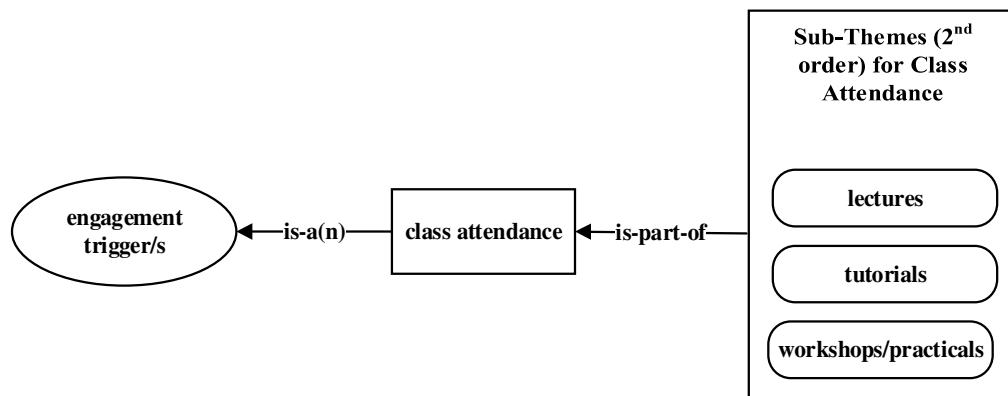 Sub-Themes (2nd
order) for Class
Attendance
engagement
trigger/s
is-a(n)
class attendance
is-part-of
lectures
tutorials
workshops/practicals